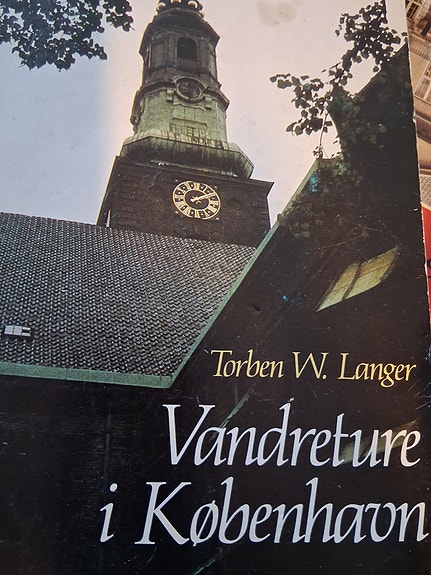 Torben W. Langer
Vandreture
i København